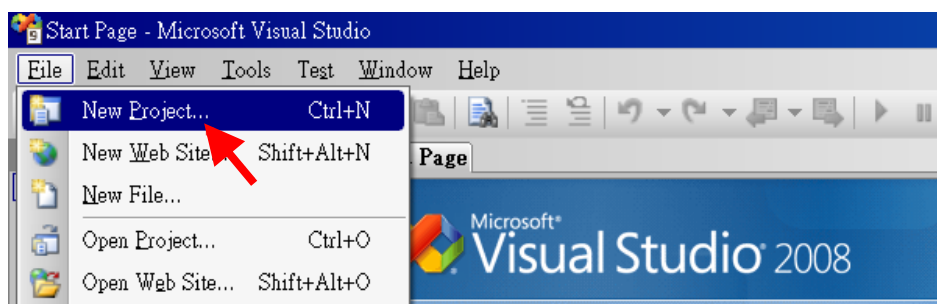 Start Page - Microsoft Visual Studio
File Edit View Tools Test Window Help
New Project... Ctrl+N
New Web Site Shift+Alt+N
Page
New File...
Open Project... Ctrl+O
Open Web Site... Shift+Alt+O
Microsoft®
Visual Studio® 2008